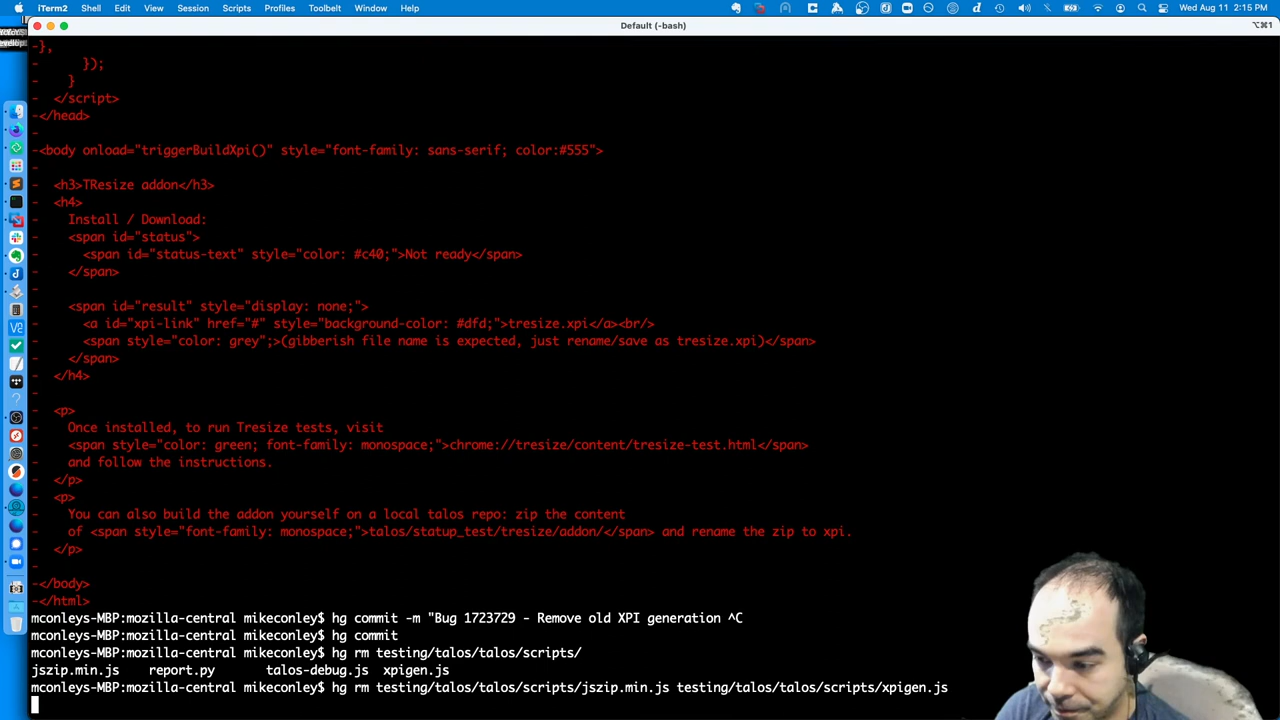 iTerm2 Shell Edit View Session Scripts Profiles Toolbelt Window Help Wed Aug 11 2:15 PM
Default (-bash) ⌥⌘1
-},
-      });
-    }
-  </script>
-</head>
-
-<body onload="triggerBuildXpi()" style="font-family: sans-serif; color:#555">
-
-  <h3>TResize addon</h3>
-  <h4>
-    Install / Download:
-    <span id="status">
-      <span id="status-text" style="color: #c40;">Not ready</span>
-    </span>
-
-    <span id="result" style="display: none;">
-      <a id="xpi-link" href="#" style="background-color: #dfd;">tresize.xpi</a><br/>
-      <span style="color: grey";>(gibberish file name is expected, just rename/save as tresize.xpi)</span>
-    </span>
-  </h4>
-
-  <p>
-    Once installed, to run Tresize tests, visit
-    <span style="color: green; font-family: monospace;">chrome://tresize/content/tresize-test.html</span>
-    and follow the instructions.
-  </p>
-  <p>
-    You can also build the addon yourself on a local talos repo: zip the content
-    of <span style="font-family: monospace;">talos/statup_test/tresize/addon/</span> and rename the zip to xpi.
-  </p>
-
-</body>
-</html>
mconleys-MBP:mozilla-central mikeconley$ hg commit -m "Bug 1723729 - Remove old XPI generation ^C
mconleys-MBP:mozilla-central mikeconley$ hg commit
mconleys-MBP:mozilla-central mikeconley$ hg rm testing/talos/talos/scripts/
jszip.min.js    report.py       talos-debug.js  xpigen.js
mconleys-MBP:mozilla-central mikeconley$ hg rm testing/talos/talos/scripts/jszip.min.js testing/talos/talos/scripts/xpigen.js